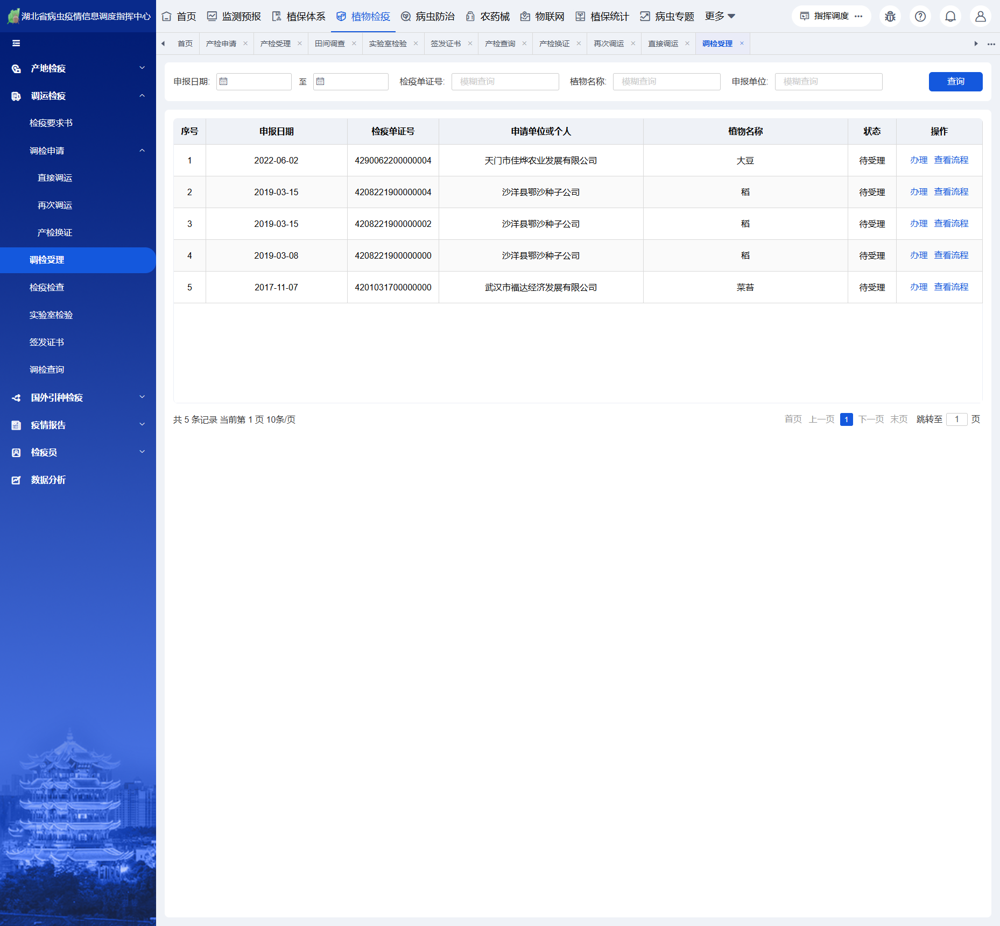 湖北省病虫疫情信息调度指挥中心
首页 监测预报 植保体系 植物检疫 病虫防治 农药械 物联网 植保统计 病虫专题 更多
指挥调度
首页 产检申请 产检受理 田间调查 实验室检验 签发证书 产检查询 产检换证 再次调运 直接调运 调检受理
产地检疫
调运检疫
检疫要求书
调检申请
直接调运
再次调运
产检换证
调检受理
检疫检查
实验室检验
签发证书
调检查询
国外引种检疫
疫情报告
检疫员
数据分析
申报日期: 至 检疫单证号: 模糊查询 植物名称: 模糊查询 申报单位: 模糊查询 查询
序号 申报日期 检疫单证号 申请单位或个人 植物名称 状态 操作
1 2022-06-02 4290062200000004 天门市佳烨农业发展有限公司 大豆 待受理 办理 查看流程
2 2019-03-15 4208221900000004 沙洋县鄂沙种子公司 稻 待受理 办理 查看流程
3 2019-03-15 4208221900000002 沙洋县鄂沙种子公司 稻 待受理 办理 查看流程
4 2019-03-08 4208221900000000 沙洋县鄂沙种子公司 稻 待受理 办理 查看流程
5 2017-11-07 4201031700000000 武汉市福达经济发展有限公司 菜苔 待受理 办理 查看流程
共 5 条记录 当前第 1 页 10条/页
首页 上一页 1 下一页 末页 跳转至 1 页